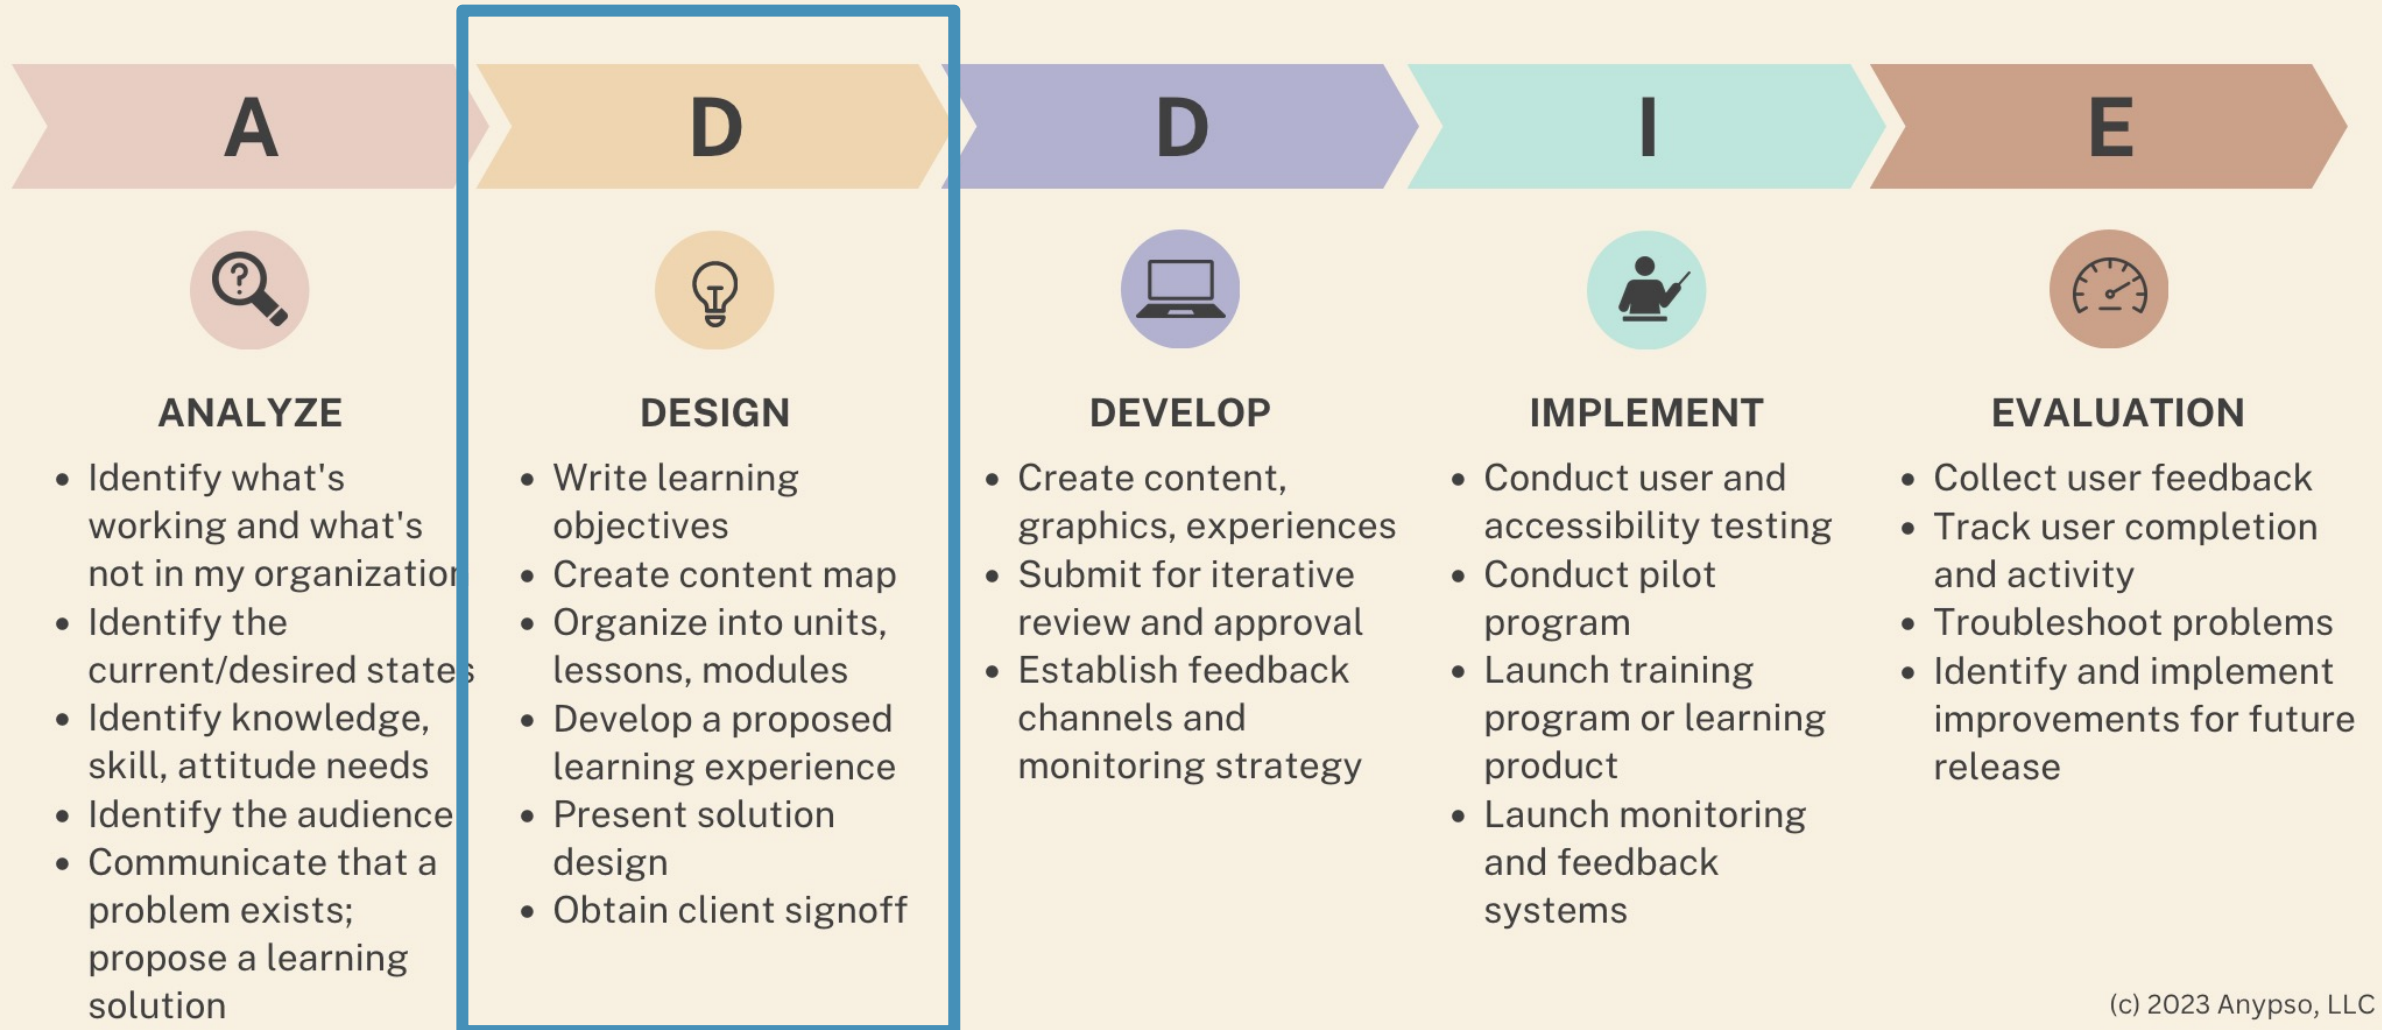 A
D
D
I
E
ANALYZE
• Identify what's
working and what's
not in my organization
• Identify the
current/desired states
• Identify knowledge,
skill, attitude needs
• Identify the audience
• Communicate that a
problem exists;
propose a learning
solution
DESIGN
• Write learning
objectives
• Create content map
• Organize into units,
lessons, modules
• Develop a proposed
learning experience
• Present solution
design
• Obtain client signoff
DEVELOP
• Create content,
graphics, experiences
• Submit for iterative
review and approval
• Establish feedback
channels and
monitoring strategy
IMPLEMENT
• Conduct user and
accessibility testing
• Conduct pilot
program
• Launch training
program or learning
product
• Launch monitoring
and feedback
systems
EVALUATION
• Collect user feedback
• Track user completion
and activity
• Troubleshoot problems
• Identify and implement
improvements for future
release
(c) 2023 Anypso, LLC